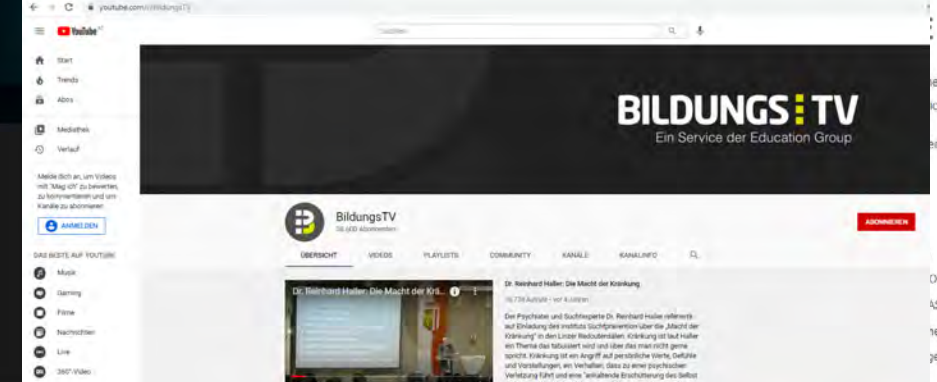 youtube.com/c/BildungsTV
YouTube
Suchen
Start
Trends
Abos
Mediathek
Verlauf
Melde dich an, um Videos
mit "Mag ich" zu bewerten,
zu kommentieren und um
Kanäle zu abonnieren.
ANMELDEN
DAS BESTE AUF YOUTUBE
Musik
Gaming
Filme
Nachrichten
Live
360°-Video
BILDUNGS TV
Ein Service der Education Group
BildungsTV
Abonnenten
ABONNIEREN
ÜBERSICHT VIDEOS PLAYLISTS COMMUNITY KANÄLE KANALINFO
Dr. Reinhard Haller: Die Macht der Krä...
Dr. Reinhard Haller: Die Macht der Kränkung
Aufrufe • vor
Der Psychiater und Suchtexperte Dr. Reinhard Haller referierte
auf Einladung des Instituts Suchtprävention über die „Macht der
Kränkung" in den Linzer Redoutensälen. Kränkung ist laut Haller
ein Thema das tabuisiert wird und über das man nicht gerne
spricht. Kränkung ist ein Angriff auf persönliche Werte, Gefühle
und Vorstellungen, ein Verhalten, dass zu einer psychischen
Verletzung führt und eine "anhaltende Erschütterung des Selbst